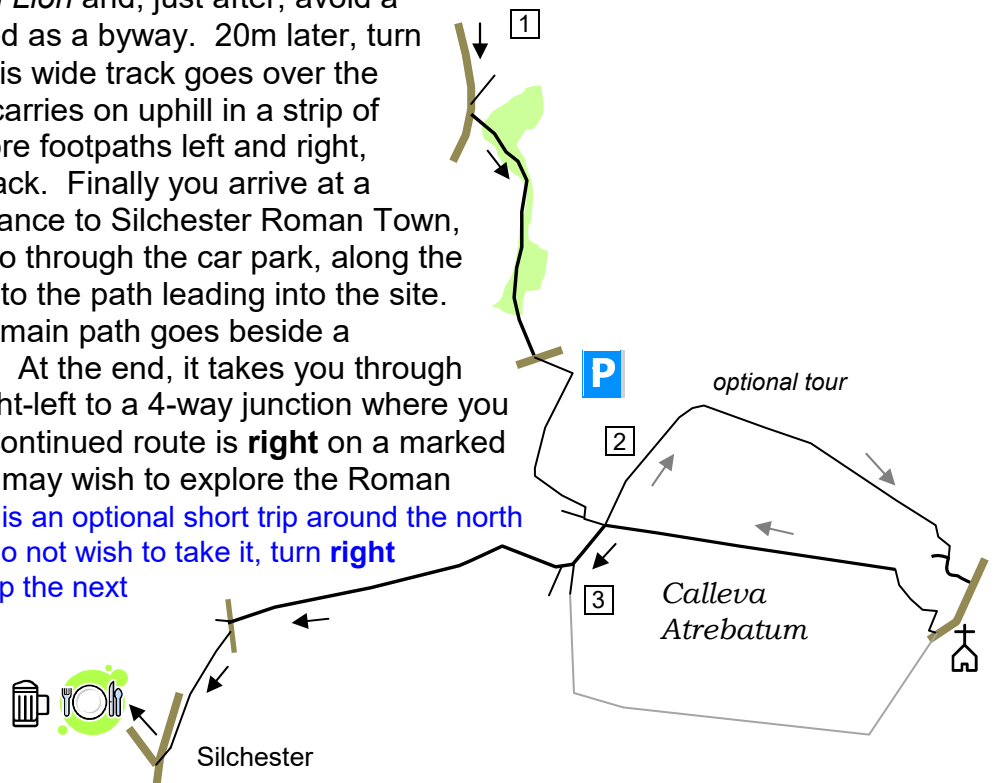 Lion and, just after, avoid a
d as a byway. 20m later, turn
is wide track goes over the
carries on uphill in a strip of
re footpaths left and right,
ack. Finally you arrive at a
ance to Silchester Roman Town,
o through the car park, along the
to the path leading into the site.
main path goes beside a
At the end, it takes you through
ht-left to a 4-way junction where you
ontinued route is right on a marked
may wish to explore the Roman
is an optional short trip around the north
o not wish to take it, turn right
p the next
1
P
optional tour
2
3
Calleva
Atrebatum
Silchester